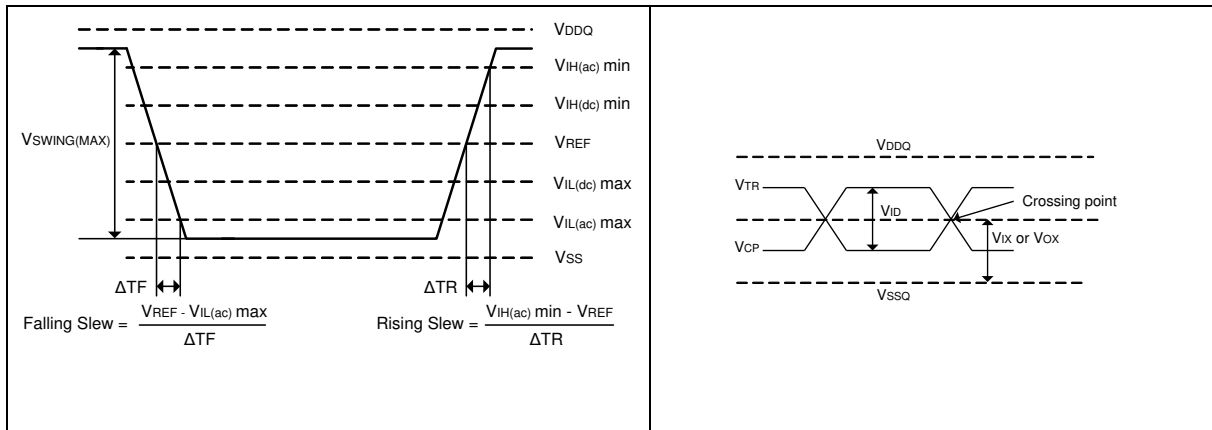 VDDQ
VIH(ac) min
VIH(dc) min
VSWING(MAX)
VREF
VIL(dc) max
VIL(ac) max
VSS
ΔTF
ΔTR
Falling Slew = VREF - VIL(ac) max
ΔTF
Rising Slew = VIH(ac) min - VREF
ΔTR
VDDQ
VTR
VID
Crossing point
VIX or VOX
VCP
VSSQ